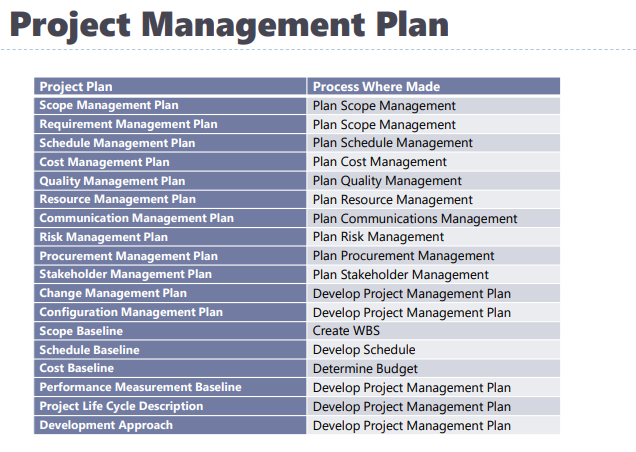 Project Management Plan
Project Plan Process Where Made
Scope Management Plan Plan Scope Management
Requirement Management Plan Plan Scope Management
Schedule Management Plan Plan Schedule Management
Cost Management Plan Plan Cost Management
Quality Management Plan Plan Quality Management
Resource Management Plan Plan Resource Management
Communication Management Plan Plan Communications Management
Risk Management Plan Plan Risk Management
Procurement Management Plan Plan Procurement Management
Stakeholder Management Plan Plan Stakeholder Management
Change Management Plan Develop Project Management Plan
Configuration Management Plan Develop Project Management Plan
Scope Baseline Create WBS
Schedule Baseline Develop Schedule
Cost Baseline Determine Budget
Performance Measurement Baseline Develop Project Management Plan
Project Life Cycle Description Develop Project Management Plan
Development Approach Develop Project Management Plan